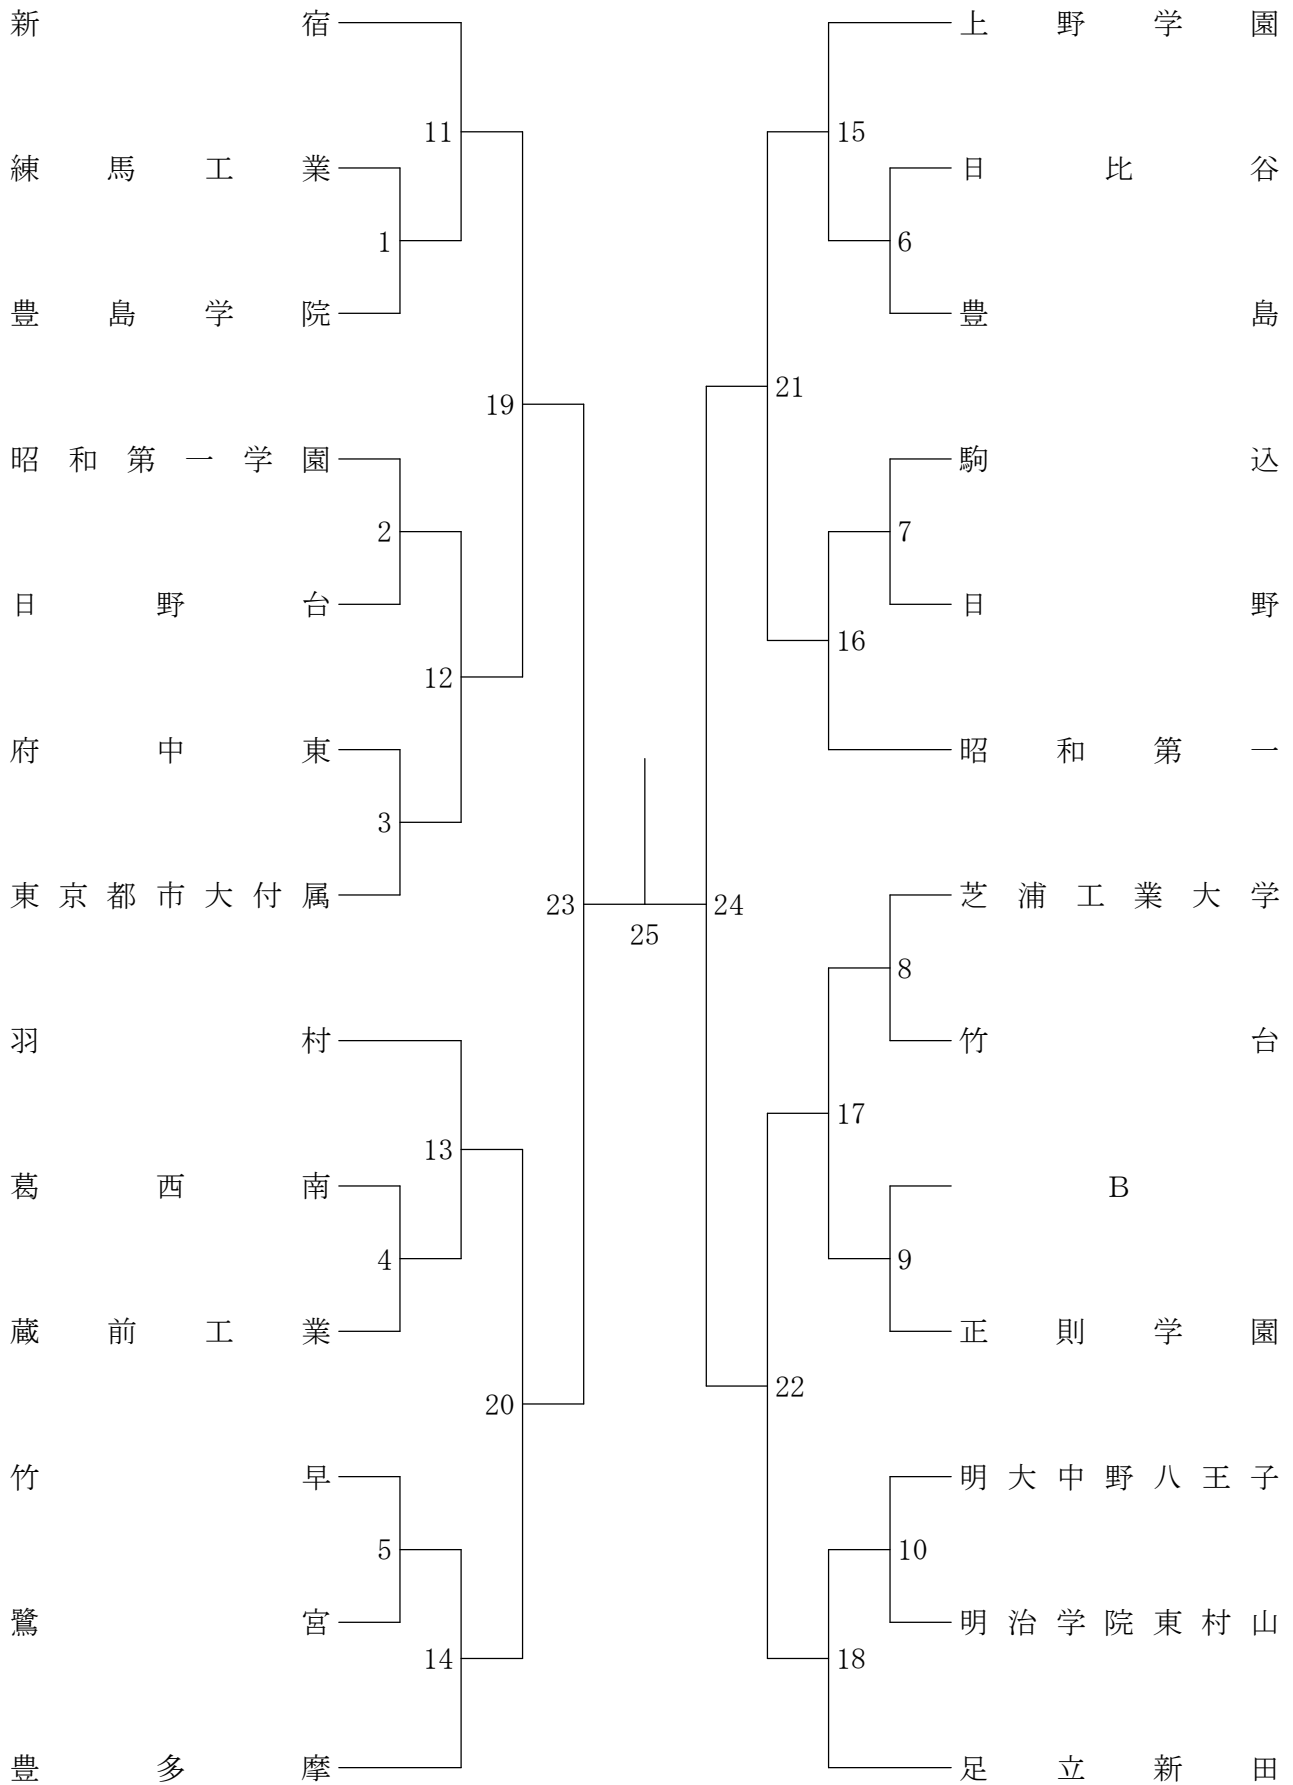 新宿
練馬工業
豊島学院
昭和第一学園
日野台
府中東
東京都市大付属
羽村
葛西南
蔵前工業
竹早
鷺宮
豊多摩
1
2
3
4
5
11
12
13
14
19
20
23
25
24
21
22
15
16
17
18
6
7
8
9
10
上野学園
日比谷
豊島
駒込
日野
昭和第一
芝浦工業大学
竹台
B
正則学園
明大中野八王子
明治学院東村山
足立新田